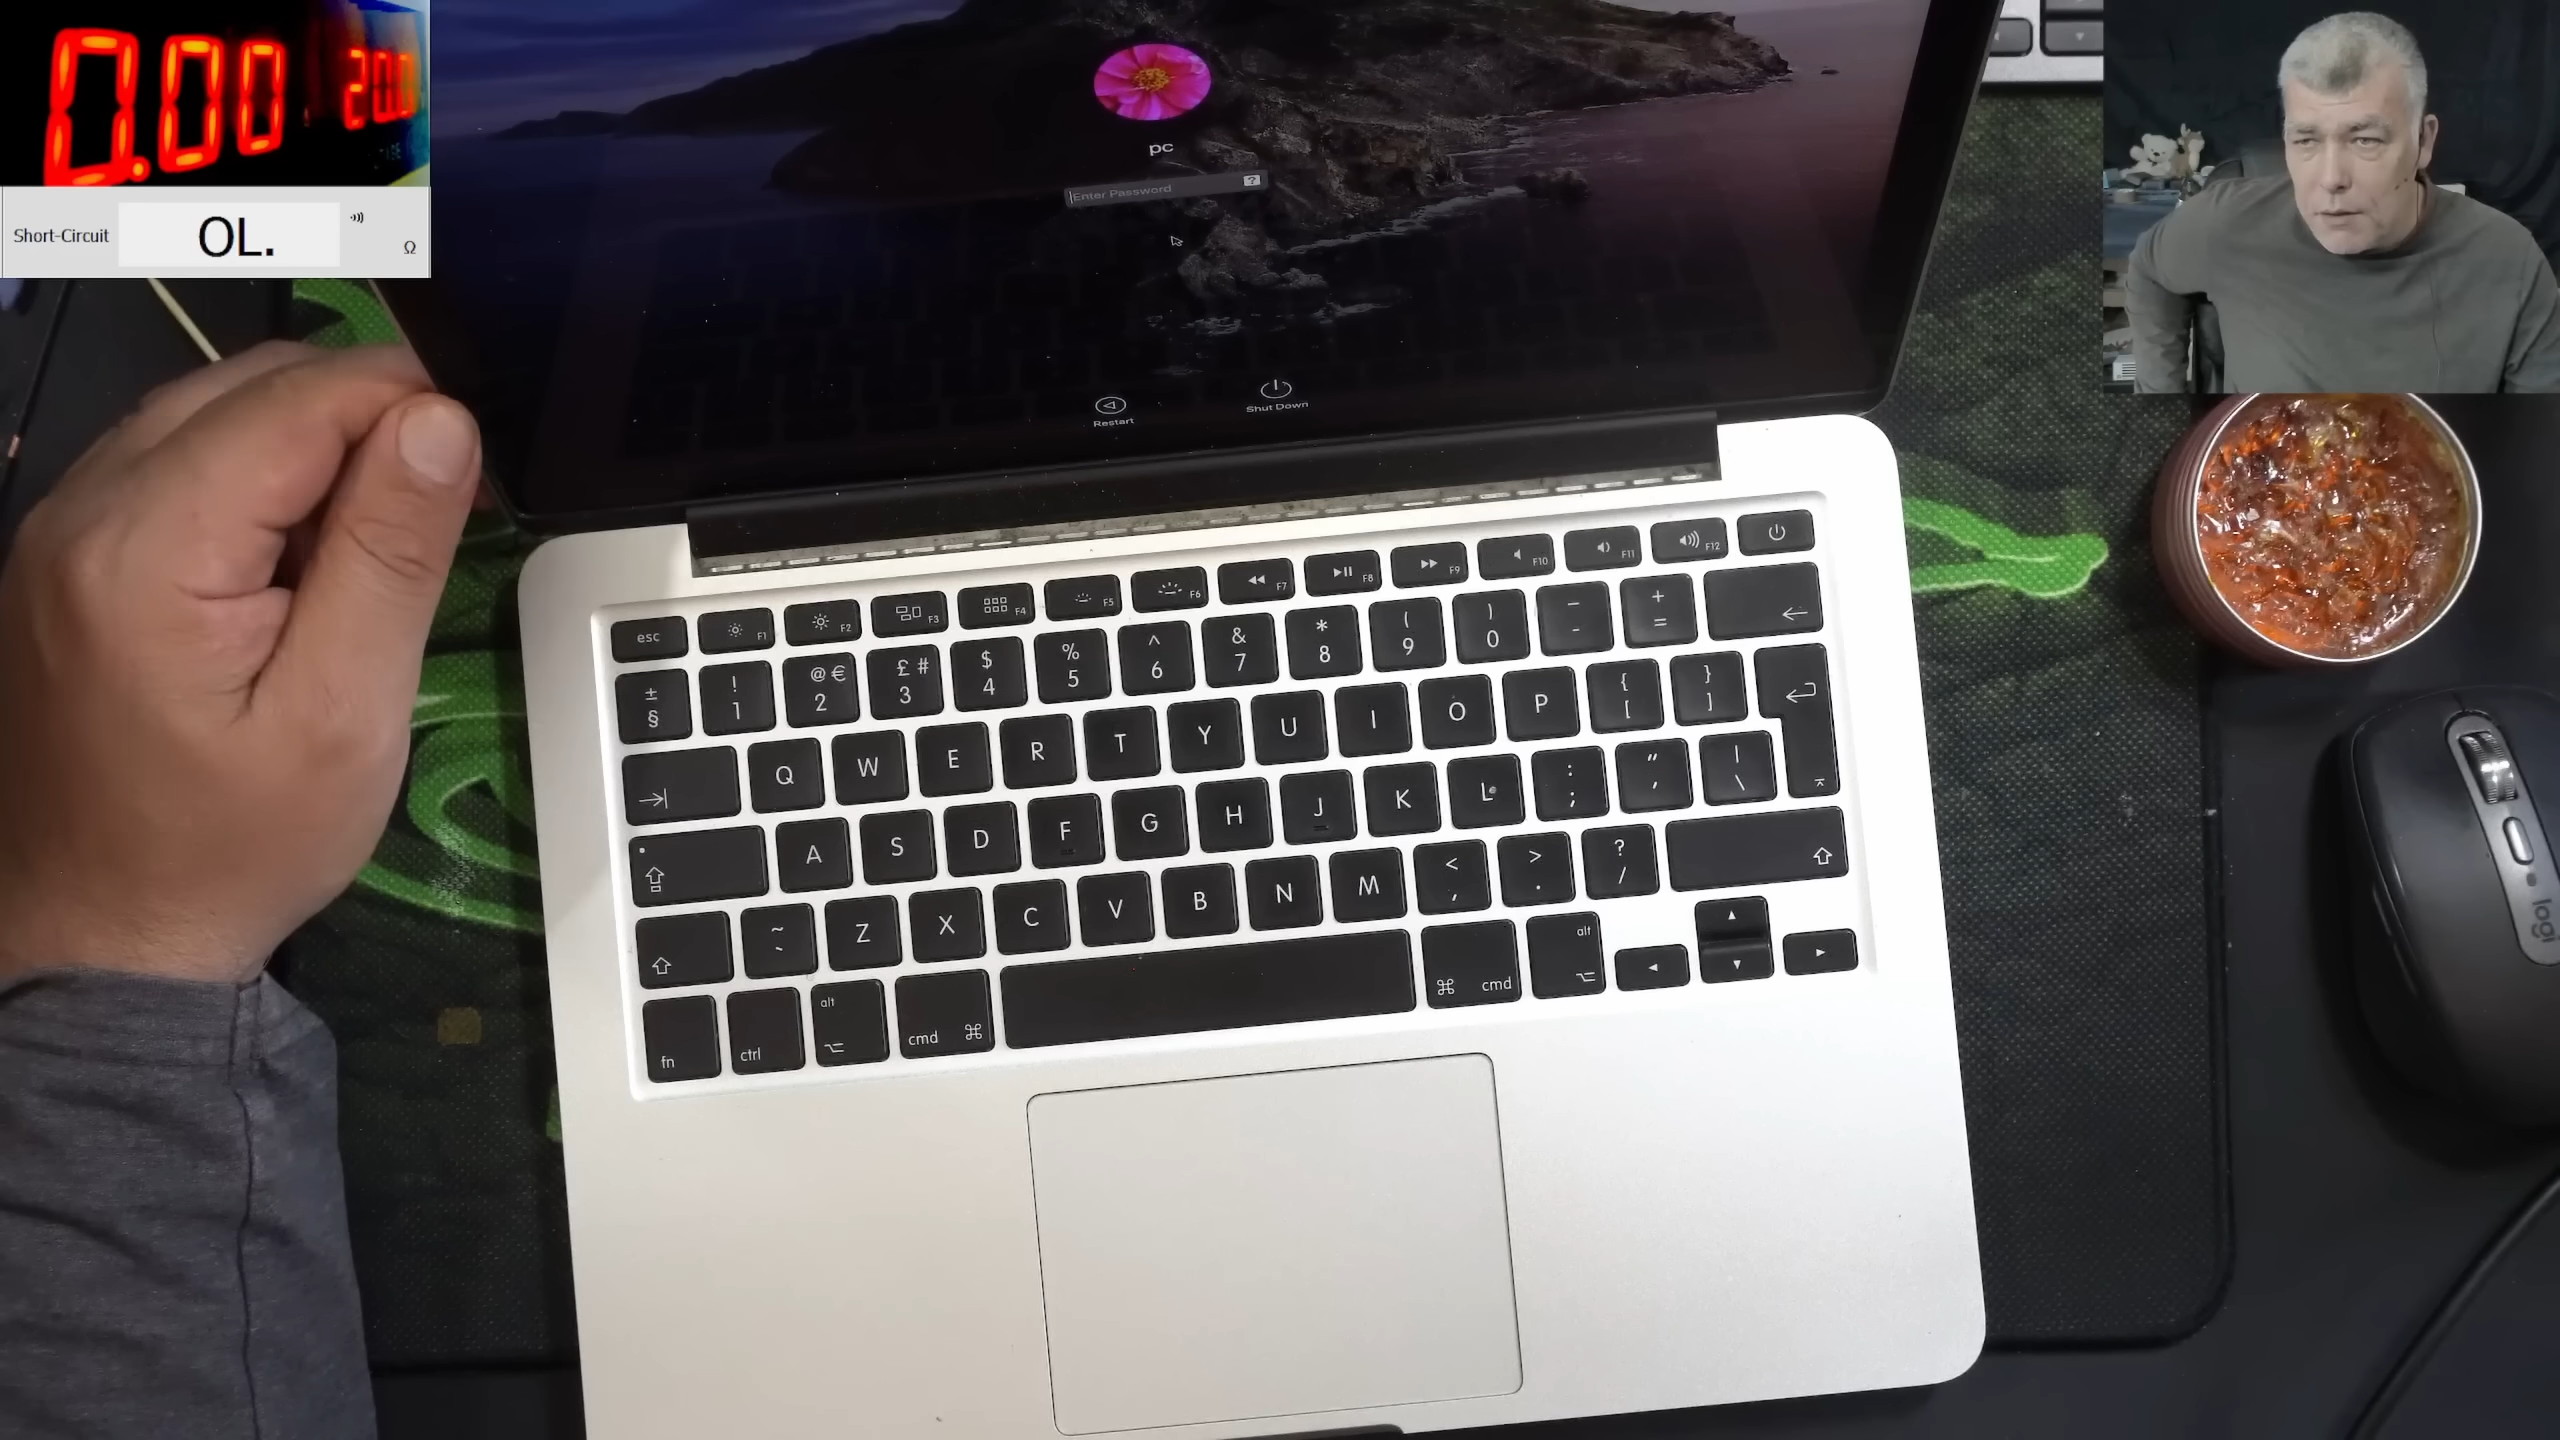 0.00 20.0
Short-Circuit OL. Ω
pc
Enter Password ?
Restart
Shut Down
esc F1 F2 F3 F4 F5 F6 F7 F8 F9 F10 F11 F12
± § ! 1 @ € 2 £ # 3 $ 4 % 5 ^ 6 & 7 * 8 ( 9 ) 0 _ - + =
Q W E R T Y U I O P { [ } ]
A S D F G H J K L : ; " ' | \
~ ` Z X C V B N M < , > . ? /
fn ctrl alt cmd ⌘ ⌘ cmd alt
logi